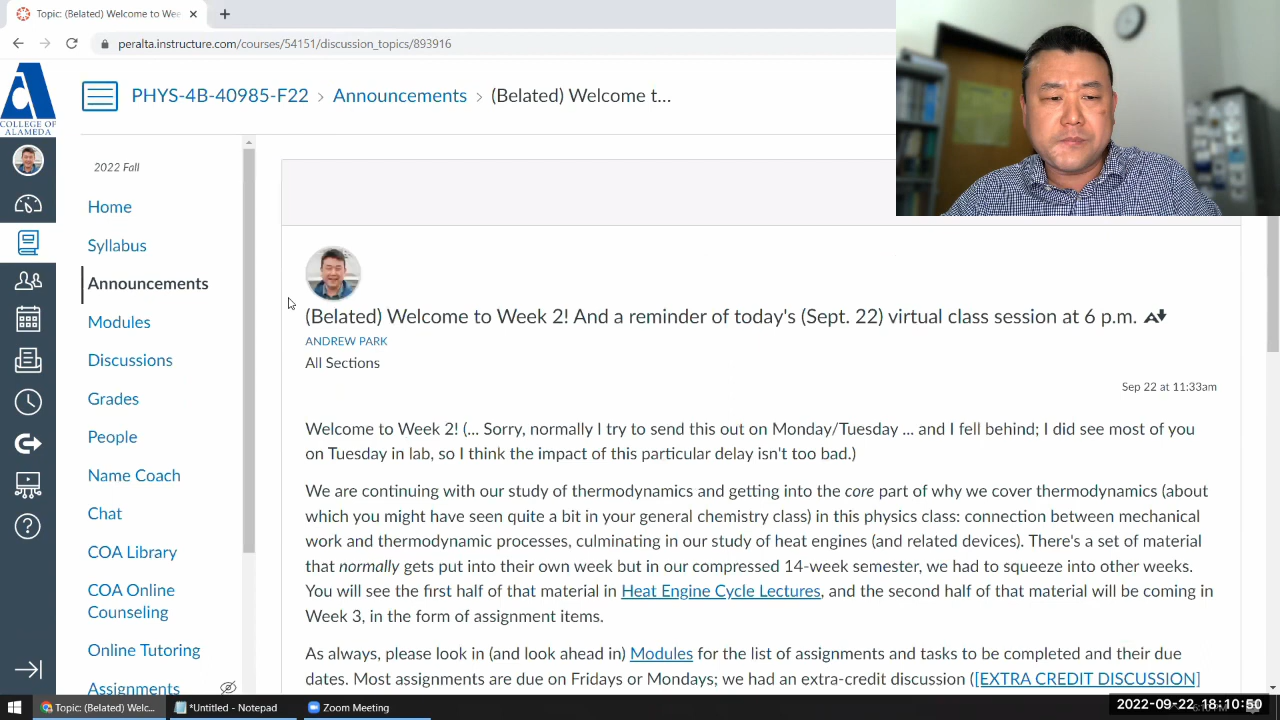 Topic: (Belated) Welcome to Wee
peralta.instructure.com/courses/54151/discussion_topics/893916
COLLEGE OF
ALAMEDA
PHYS-4B-40985-F22 > Announcements > (Belated) Welcome t...
2022 Fall
Home
Syllabus
Announcements
Modules
Discussions
Grades
People
Name Coach
Chat
COA Library
COA Online
Counseling
Online Tutoring
Assignments
(Belated) Welcome to Week 2! And a reminder of today's (Sept. 22) virtual class session at 6 p.m.
ANDREW PARK
All Sections
Sep 22 at 11:33am
Welcome to Week 2! (... Sorry, normally I try to send this out on Monday/Tuesday ... and I fell behind; I did see most of you
on Tuesday in lab, so I think the impact of this particular delay isn't too bad.)
We are continuing with our study of thermodynamics and getting into the core part of why we cover thermodynamics (about
which you might have seen quite a bit in your general chemistry class) in this physics class: connection between mechanical
work and thermodynamic processes, culminating in our study of heat engines (and related devices). There's a set of material
that normally gets put into their own week but in our compressed 14-week semester, we had to squeeze into other weeks.
You will see the first half of that material in Heat Engine Cycle Lectures, and the second half of that material will be coming in
Week 3, in the form of assignment items.
As always, please look in (and look ahead in) Modules for the list of assignments and tasks to be completed and their due
dates. Most assignments are due on Fridays or Mondays; we had an extra-credit discussion ([EXTRA CREDIT DISCUSSION]
Topic: (Belated) Welc...
*Untitled - Notepad
Zoom Meeting
2022-09-22 18:10:50